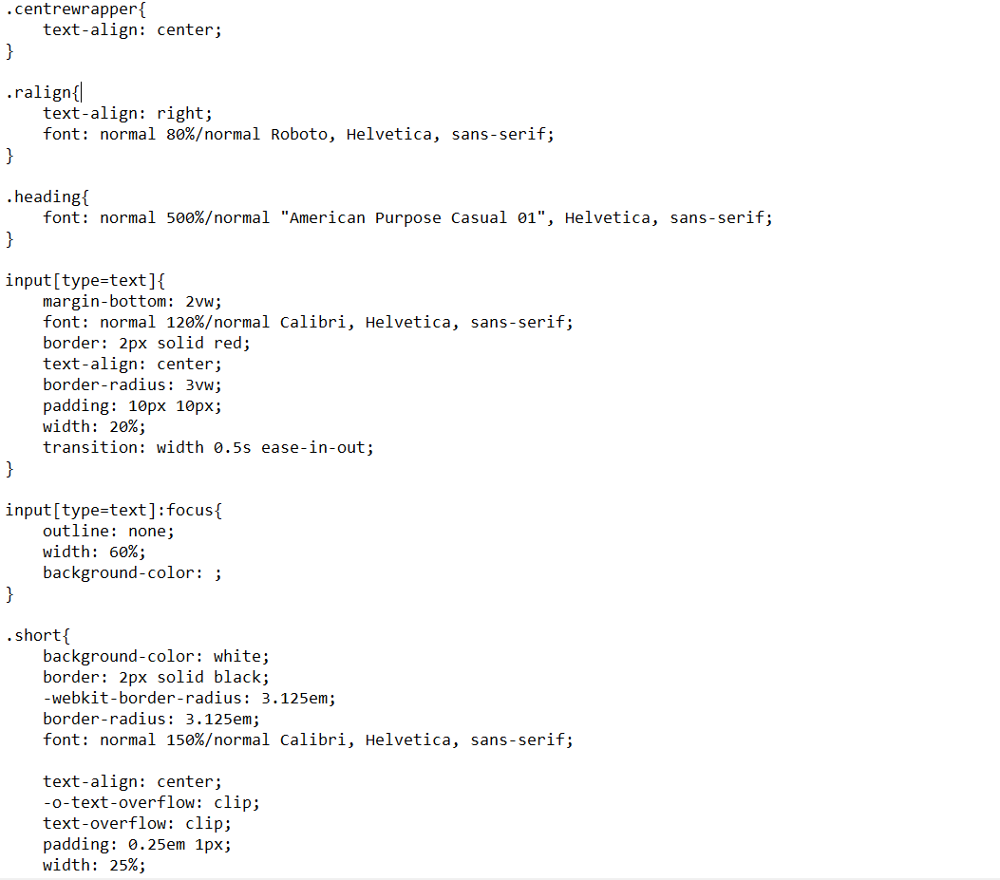 .centrewrapper{
    text-align: center;
}

.ralign{
    text-align: right;
    font: normal 80%/normal Roboto, Helvetica, sans-serif;
}

.heading{
    font: normal 500%/normal "American Purpose Casual 01", Helvetica, sans-serif;
}

input[type=text]{
    margin-bottom: 2vw;
    font: normal 120%/normal Calibri, Helvetica, sans-serif;
    border: 2px solid red;
    text-align: center;
    border-radius: 3vw;
    padding: 10px 10px;
    width: 20%;
    transition: width 0.5s ease-in-out;
}

input[type=text]:focus{
    outline: none;
    width: 60%;
    background-color: ;
}

.short{
    background-color: white;
    border: 2px solid black;
    -webkit-border-radius: 3.125em;
    border-radius: 3.125em;
    font: normal 150%/normal Calibri, Helvetica, sans-serif;

    text-align: center;
    -o-text-overflow: clip;
    text-overflow: clip;
    padding: 0.25em 1px;
    width: 25%;